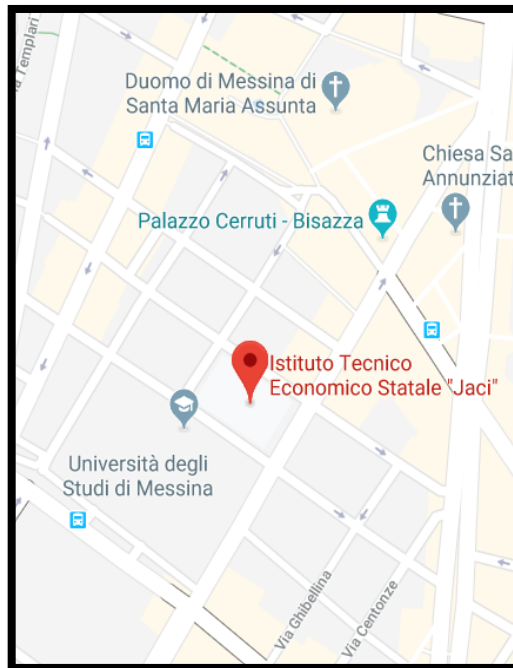 a Templari
Duomo di Messina di
Santa Maria Assunta
Chiesa Sa
Annunziat
Palazzo Cerruti - Bisazza
Istituto Tecnico
Economico Statale "Jaci"
Università degli
Studi di Messina
Via Ghibellina
Via Centonze